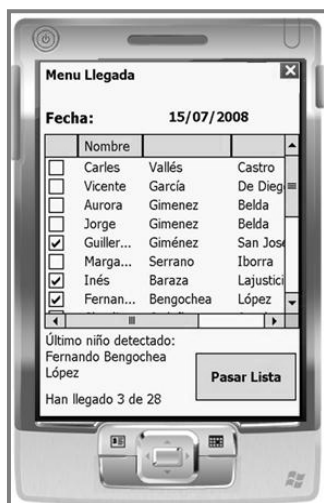 Menu Llegada
Fecha: 15/07/2008
Nombre
Carles Vallés Castro
Vicente García De Dieg
Aurora Gimenez Belda
Jorge Gimenez Belda
Guiller... Giménez San Jose
Marga... Serrano Iborra
Inés Baraza Lajustici
Fernan... Bengochea López
Último niño detectado:
Fernando Bengochea
López
Pasar Lista
Han llegado 3 de 28